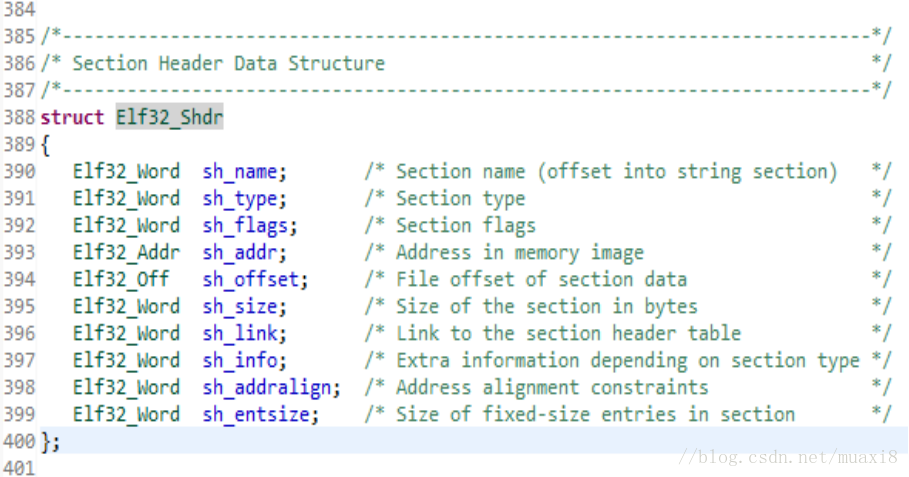 384
385 /*---------------------------------------------------------------------------*/
386 /* Section Header Data Structure                                             */
387 /*---------------------------------------------------------------------------*/
388 struct Elf32_Shdr
389 {
390    Elf32_Word  sh_name;       /* Section name (offset into string section)   */
391    Elf32_Word  sh_type;       /* Section type                                */
392    Elf32_Word  sh_flags;      /* Section flags                               */
393    Elf32_Addr  sh_addr;       /* Address in memory image                     */
394    Elf32_Off   sh_offset;     /* File offset of section data                 */
395    Elf32_Word  sh_size;       /* Size of the section in bytes                */
396    Elf32_Word  sh_link;       /* Link to the section header table            */
397    Elf32_Word  sh_info;       /* Extra information depending on section type */
398    Elf32_Word  sh_addralign;  /* Address alignment constraints               */
399    Elf32_Word  sh_entsize;    /* Size of fixed-size entries in section       */
400 };
//blog.csdn.net/muaxi8
401